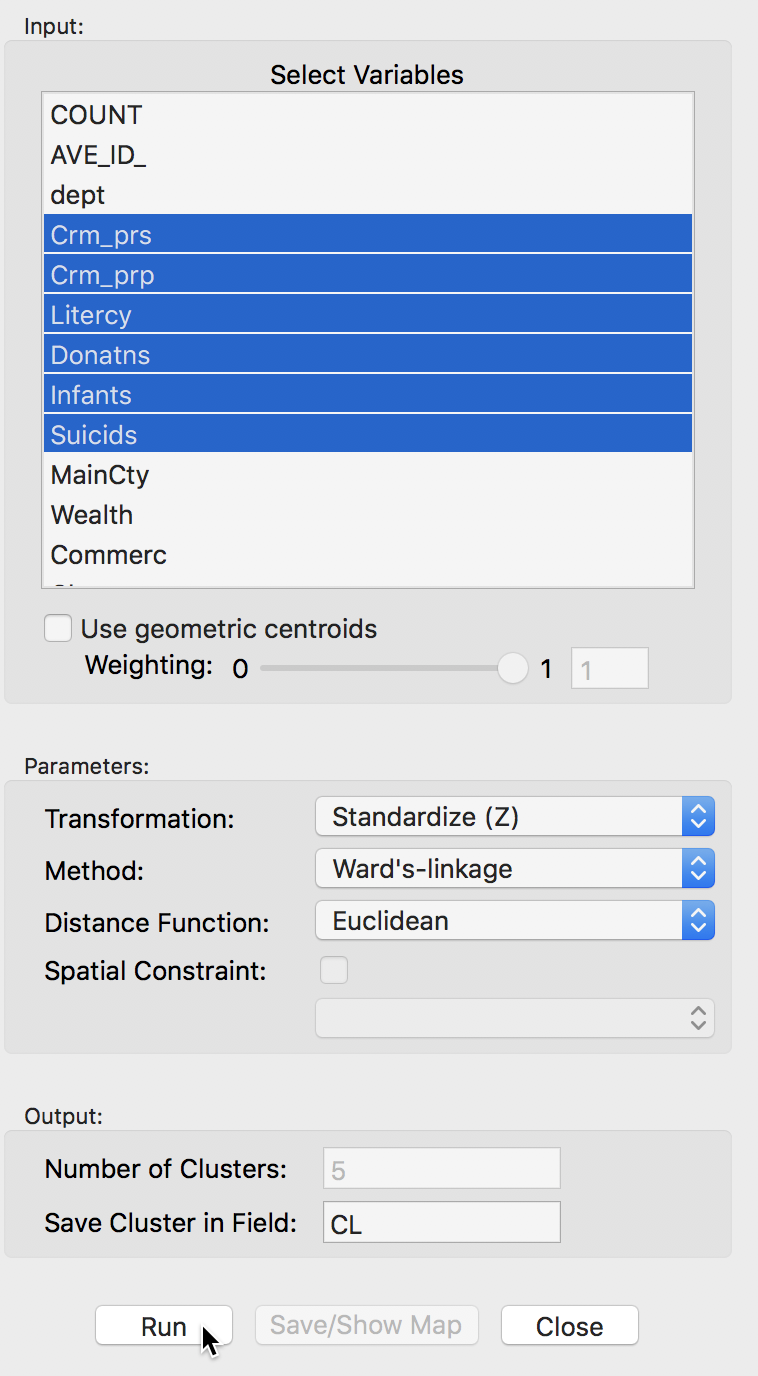 Input:
Select Variables
COUNT
AVE_ID_
dept
Crm_prs
Crm_prp
Litercy
Donatns
Infants
Suicids
MainCty
Wealth
Commerc
Use geometric centroids
Weighting: 0 1 1
Parameters:
Transformation: Standardize (Z)
Method: Ward's-linkage
Distance Function: Euclidean
Spatial Constraint:
Output:
Number of Clusters: 5
Save Cluster in Field: CL
Run Save/Show Map Close